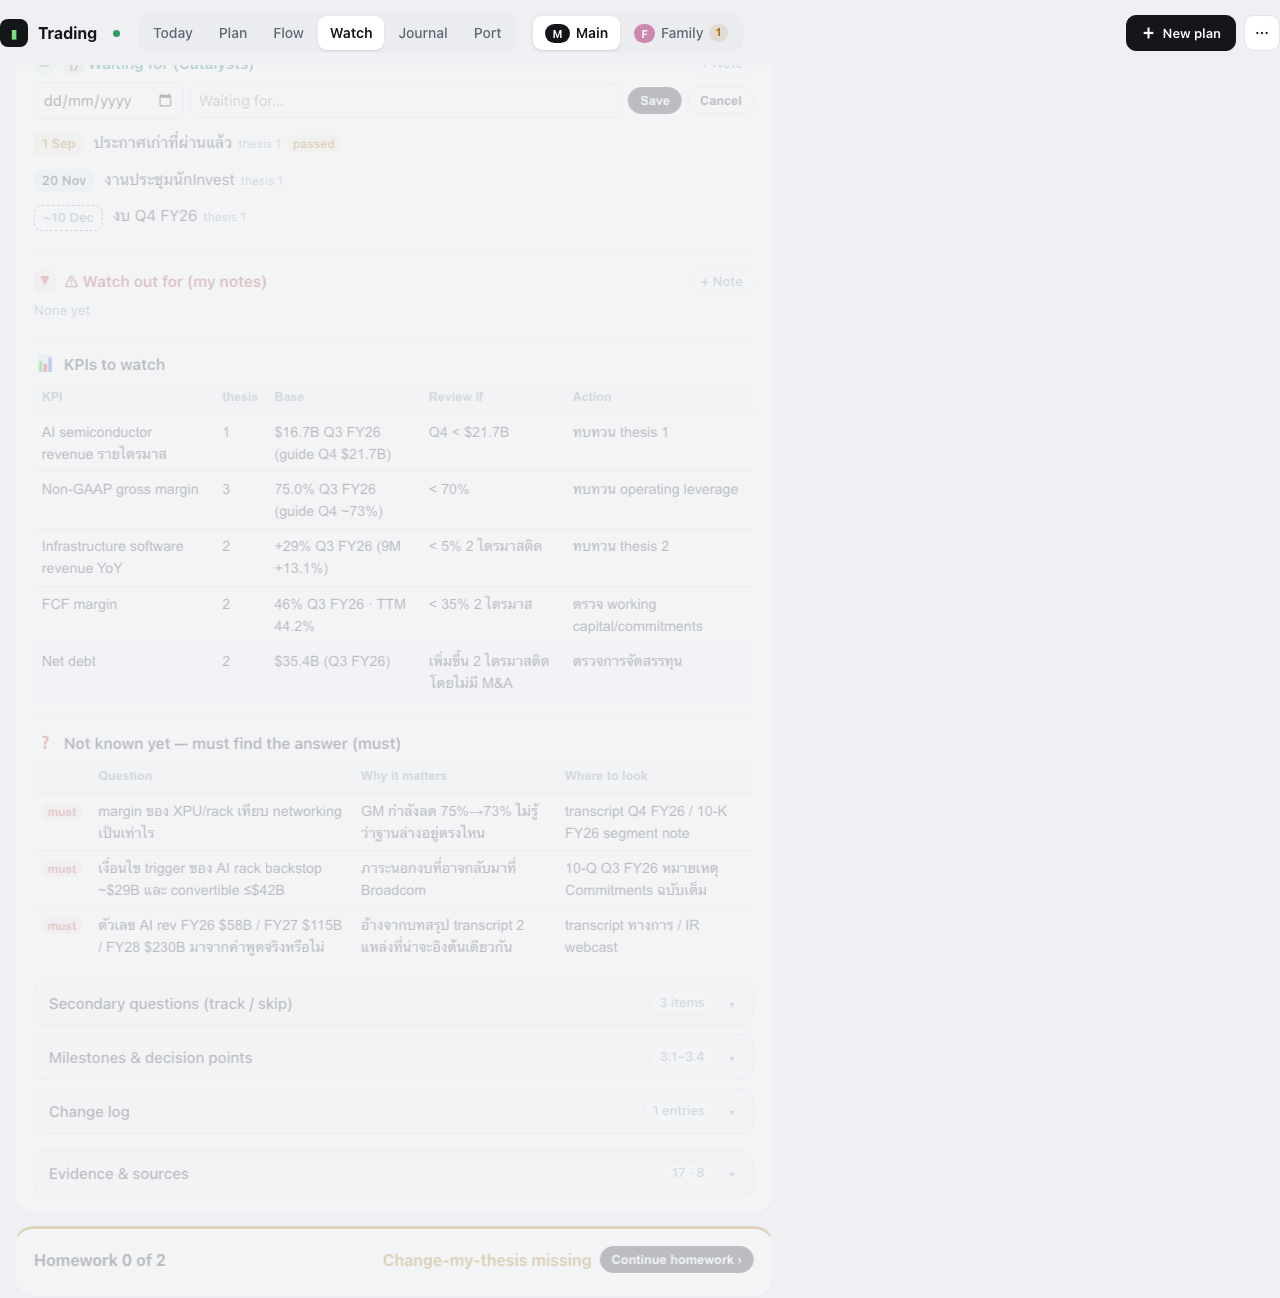 Trading
Today Plan Flow Watch Journal Port
M Main F Family 1
+ New plan
...
17 Waiting for (Catalysts) + Note
dd/mm/yyyy Waiting for... Save Cancel
1 Sep ประกาศเก่าที่ผ่านแล้ว thesis 1 passed
20 Nov งานประชุมนักInvest thesis 1
~10 Dec งบ Q4 FY26 thesis 1
▼ ⚠ Watch out for (my notes) + Note
None yet
📊 KPIs to watch
KPI thesis Base Review if Action
AI semiconductor 1 $16.7B Q3 FY26 Q4 < $21.7B ทบทวน thesis 1
revenue รายไตรมาส (guide Q4 $21.7B)
Non-GAAP gross margin 3 75.0% Q3 FY26 < 70% ทบทวน operating leverage
(guide Q4 ~73%)
Infrastructure software 2 +29% Q3 FY26 (9M < 5% 2 ไตรมาสติด ทบทวน thesis 2
revenue YoY +13.1%)
FCF margin 2 46% Q3 FY26 · TTM < 35% 2 ไตรมาส ตรวจ working
44.2% capital/commitments
Net debt 2 $35.4B (Q3 FY26) เพิ่มขึ้น 2 ไตรมาสติด ตรวจการจัดสรรทุน
โดยไม่มี M&A
❓ Not known yet — must find the answer (must)
Question Why it matters Where to look
must margin ของ XPU/rack เทียบ networking GM กำลังลด 75%→73% ไม่รู้ transcript Q4 FY26 / 10-K
เป็นเท่าไร ว่าฐานล่างอยู่ตรงไหน FY26 segment note
must เงื่อนไข trigger ของ AI rack backstop ภาระนอกงบที่อาจกลับมาที่ 10-Q Q3 FY26 หมายเหตุ
~$29B และ convertible ≤$42B Broadcom Commitments ฉบับเต็ม
must ตัวเลข AI rev FY26 $58B / FY27 $115B อ้างจากบทสรุป transcript 2 transcript ทางการ / IR
/ FY28 $230B มาจากคำพูดจริงหรือไม่ แหล่งที่น่าจะอิงต้นเดียวกัน webcast
Secondary questions (track / skip) 3 items
Milestones & decision points 3.1–3.4
Change log 1 entries
Evidence & sources 17 · 8
Homework 0 of 2 Change-my-thesis missing Continue homework ›